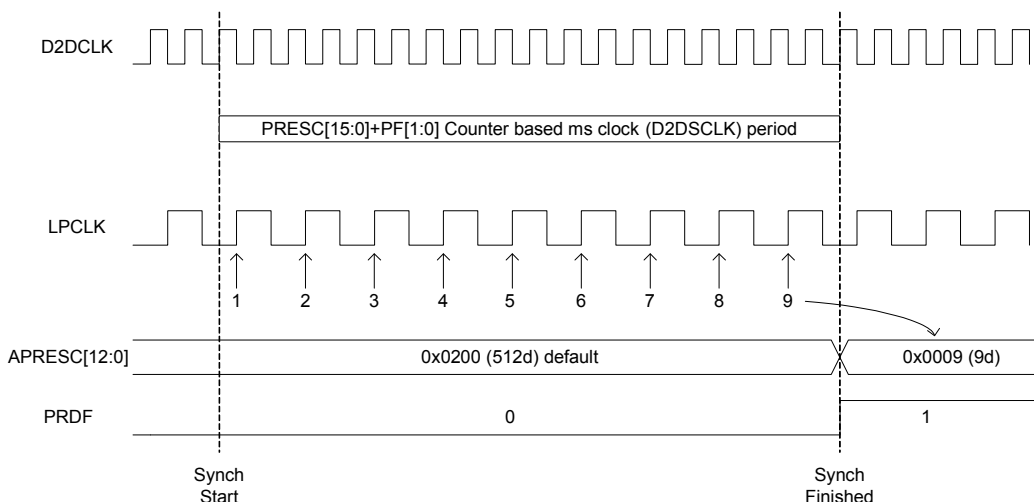 D2DCLK
PRESC[15:0]+PF[1:0] Counter based ms clock (D2DSCLK) period
LPCLK
1 2 3 4 5 6 7 8 9
APRESC[12:0] 0x0200 (512d) default 0x0009 (9d)
PRDF 0 1
Synch Synch
Start Finished